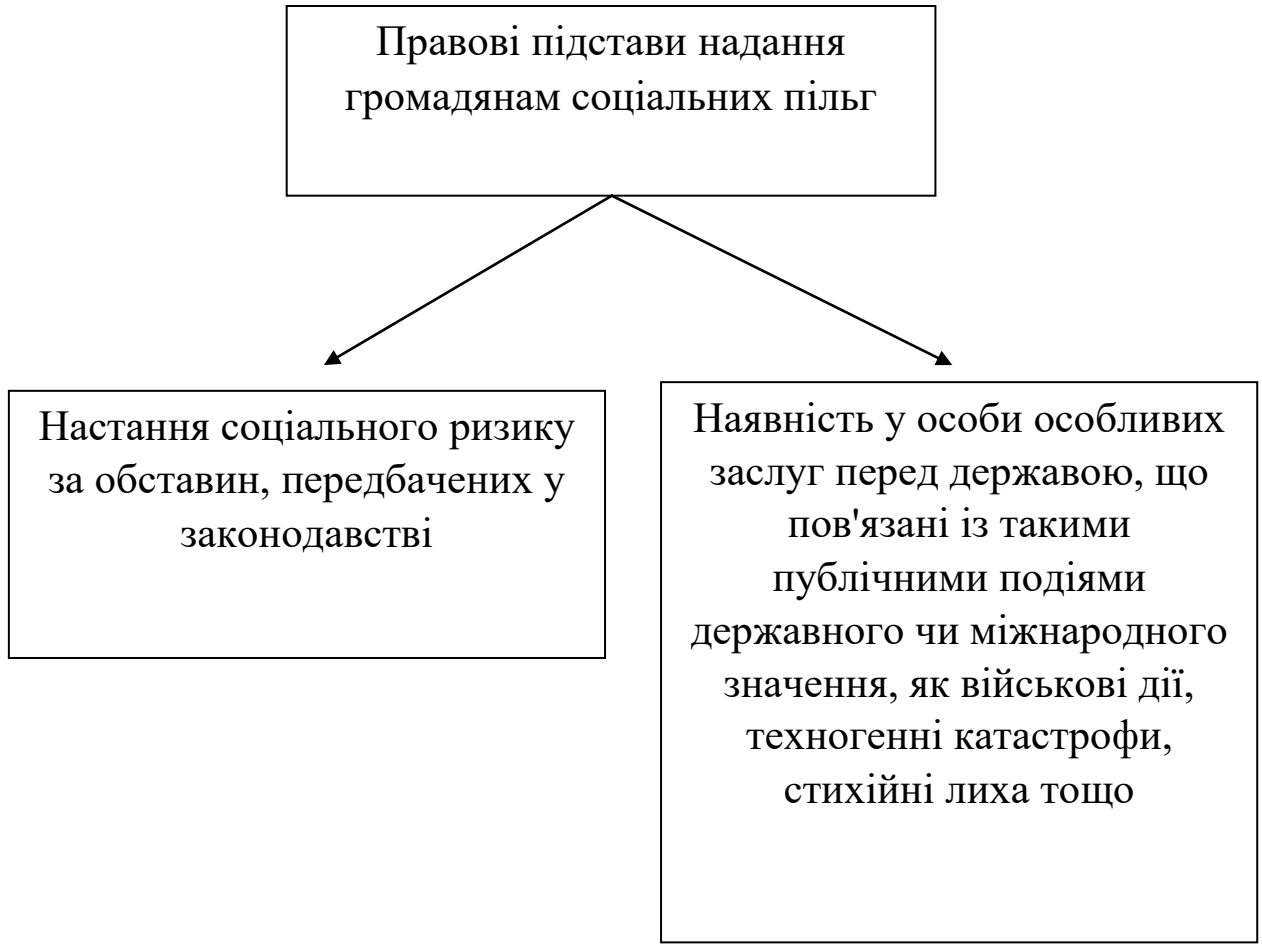 Правові підстави надання
громадянам соціальних пільг
Настання соціального ризику
за обставин, передбачених у
законодавстві
Наявність у особи особливих
заслуг перед державою, що
пов'язані із такими
публічними подіями
державного чи міжнародного
значення, як військові дії,
техногенні катастрофи,
стихійні лиха тощо